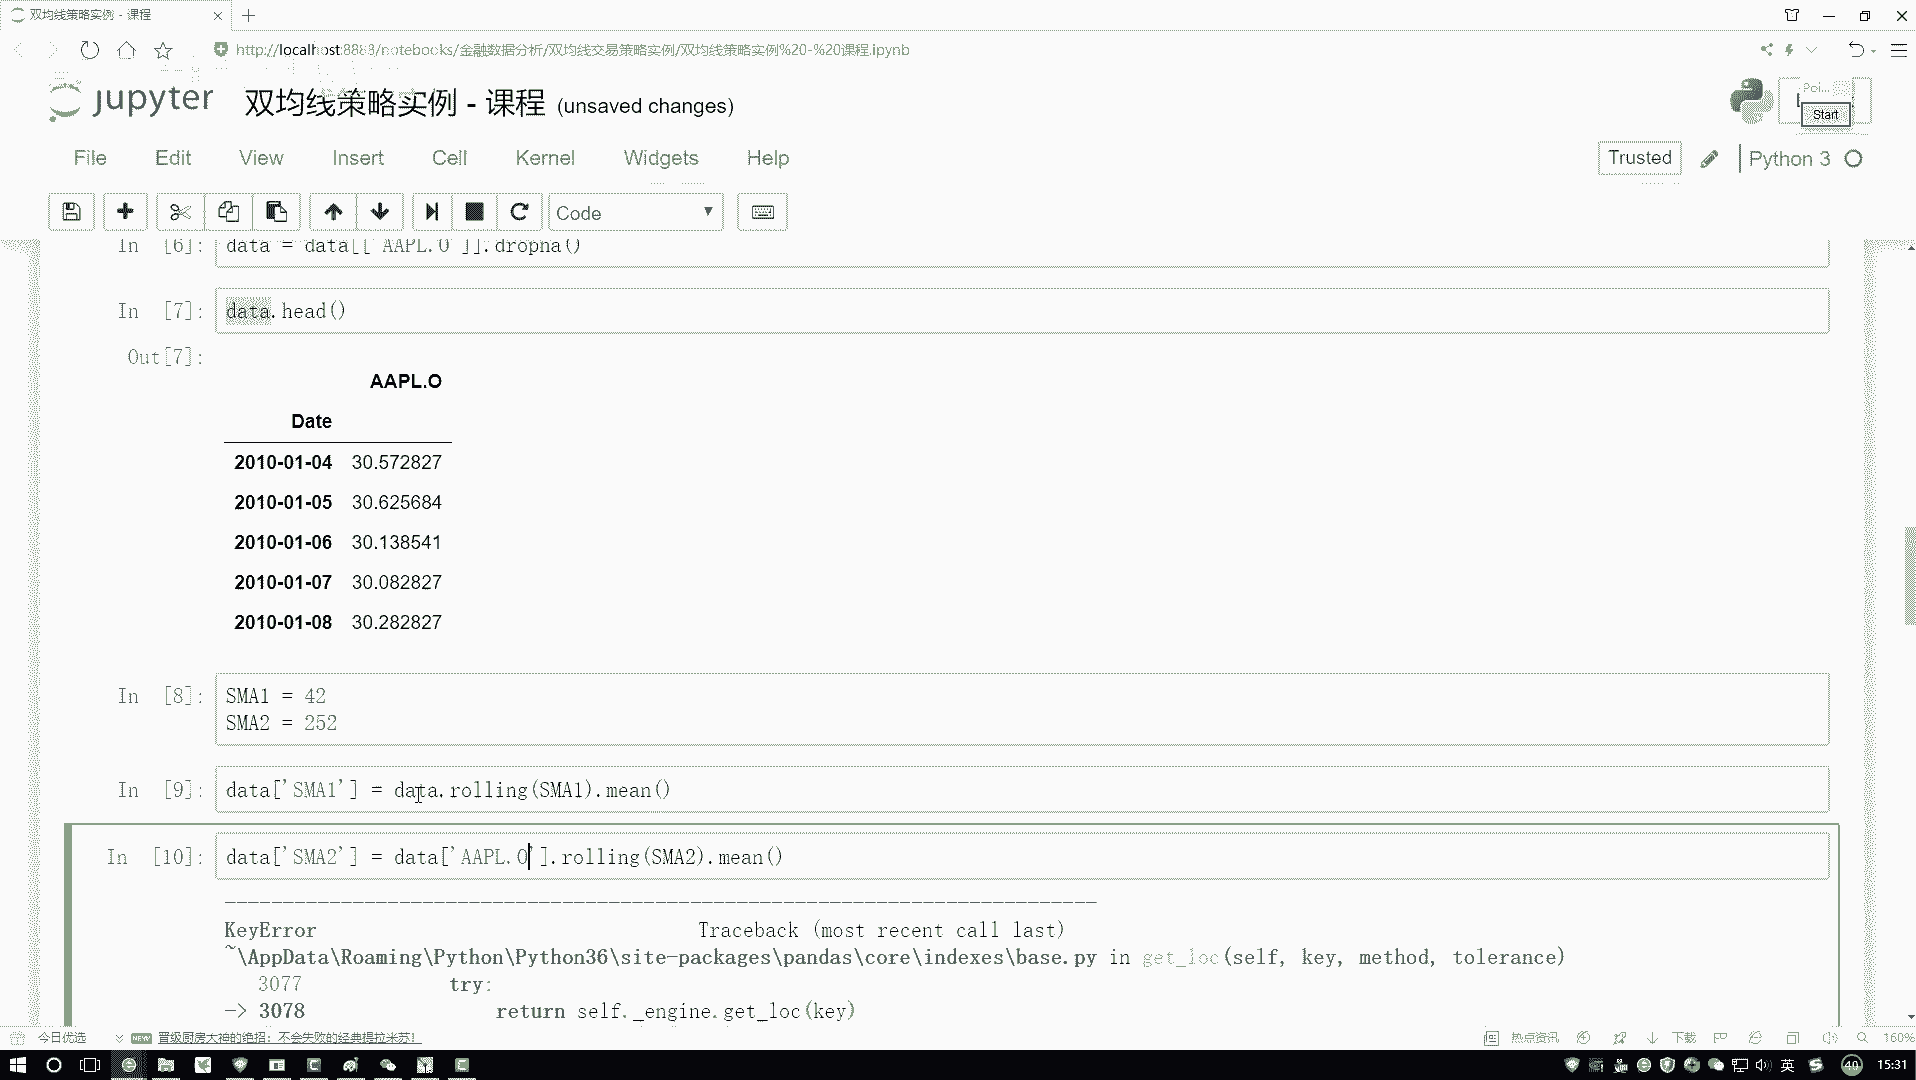 双均线策略实例 - 课程
http://localhost:8888/notebooks/金融数据分析/双均线交易策略实例/双均线策略实例%20-%20课程.ipynb
jupyter 双均线策略实例 - 课程 (unsaved changes)
Poi...
Start
File Edit View Insert Cell Kernel Widgets Help
Trusted Python 3
Code
In [6]: data = data[['AAPL.O']].dropna()
In [7]: data.head()
Out[7]:
AAPL.O
Date
2010-01-04 30.572827
2010-01-05 30.625684
2010-01-06 30.138541
2010-01-07 30.082827
2010-01-08 30.282827
In [8]: SMA1 = 42
SMA2 = 252
In [9]: data['SMA1'] = data.rolling(SMA1).mean()
In [10]: data['SMA2'] = data['AAPL.O'].rolling(SMA2).mean()
---------------------------------------------------------------------------
KeyError Traceback (most recent call last)
~\AppData\Roaming\Python\Python36\site-packages\pandas\core\indexes\base.py in get_loc(self, key, method, tolerance)
3077 try:
-> 3078 return self._engine.get_loc(key)
今日优选 NEW 晋级厨房大神的绝招：不会失败的经典提拉米苏！ 热点资讯 下载 160%
英 40 15:31